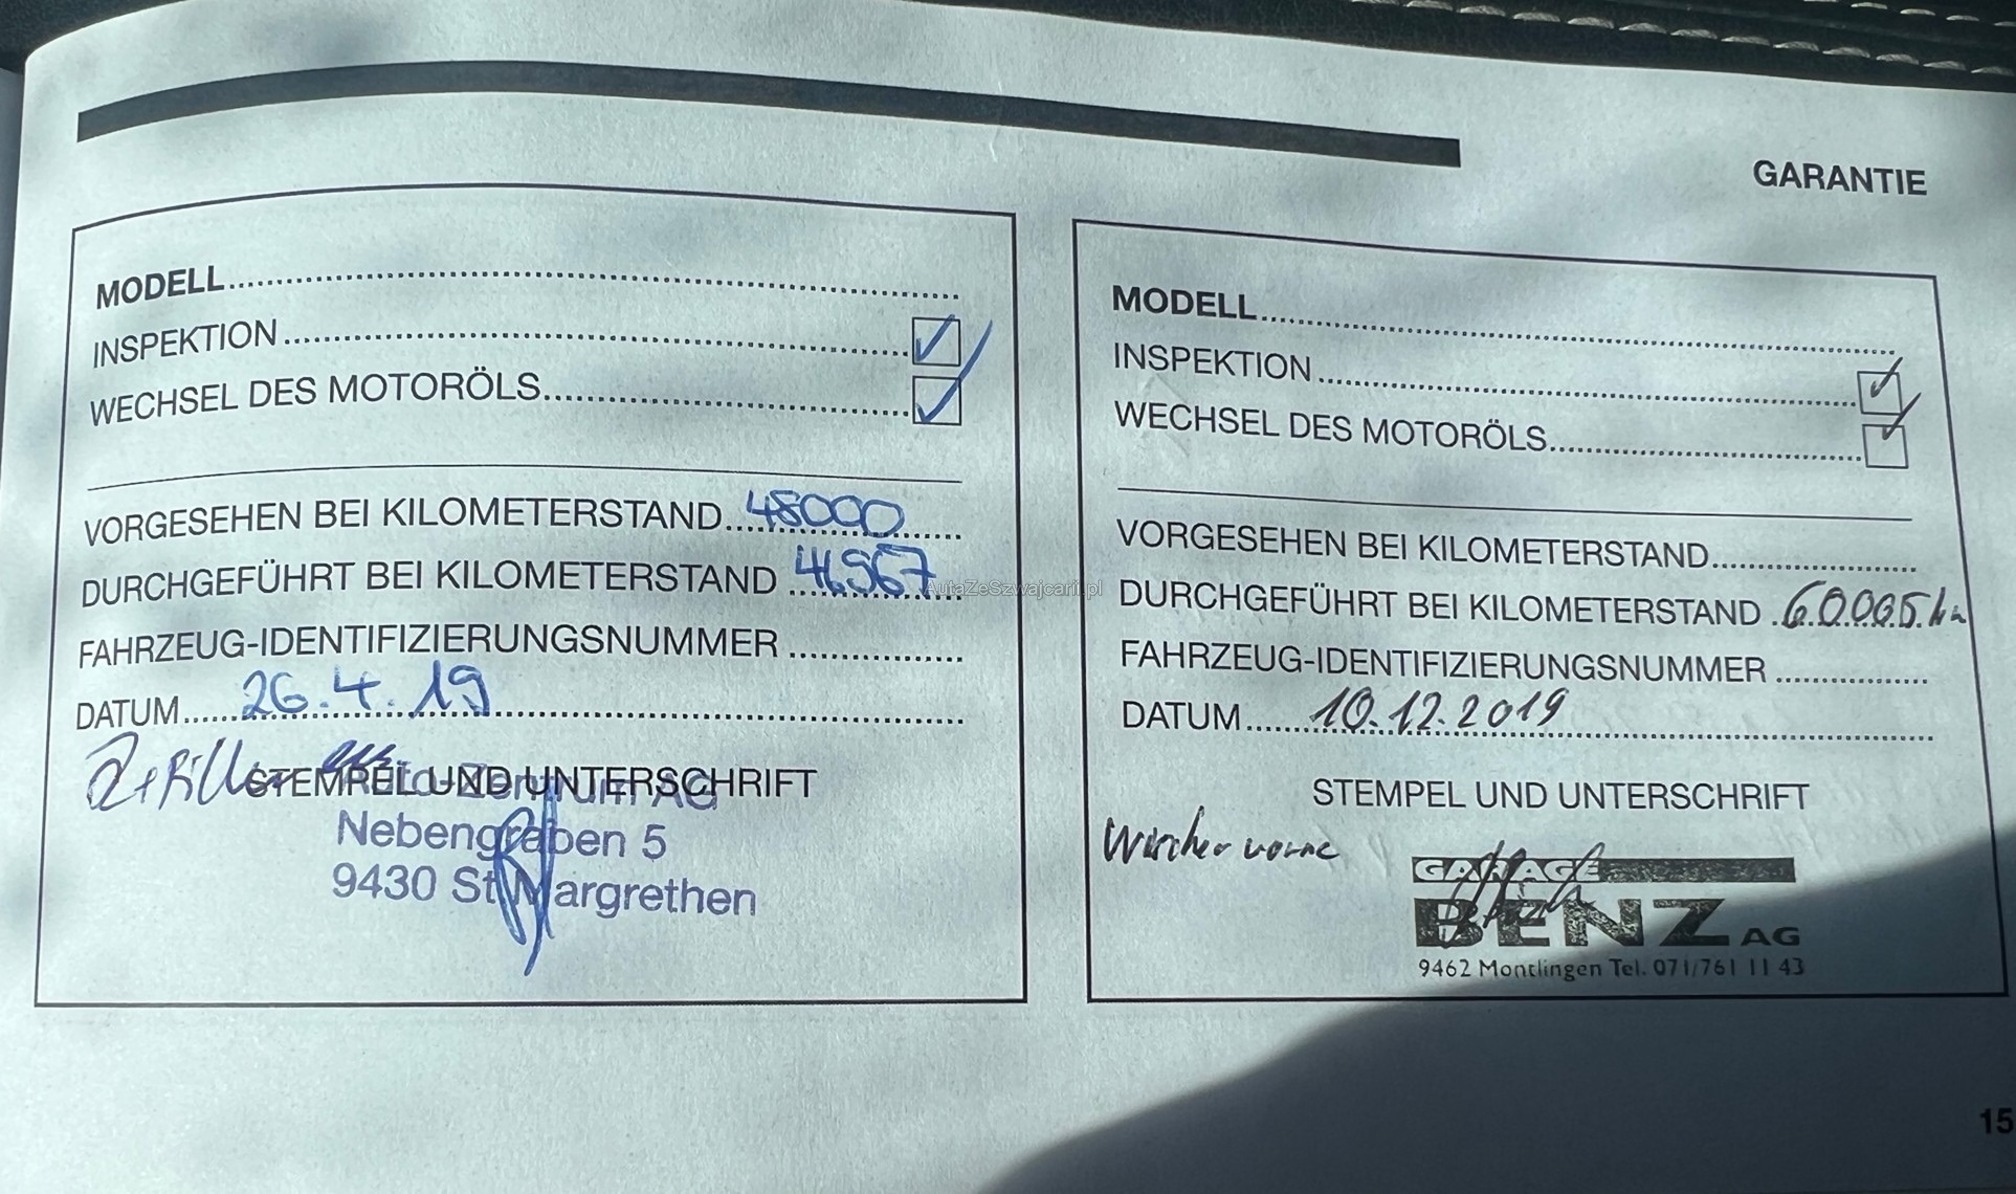 GARANTIE
MODELL
INSPEKTION
WECHSEL DES MOTORÖLS
VORGESEHEN BEI KILOMETERSTAND 48000
DURCHGEFÜHRT BEI KILOMETERSTAND 46567
FAHRZEUG-IDENTIFIZIERUNGSNUMMER
DATUM 26.4.19
STEMPEL UND UNTERSCHRIFT
AG
Nebengraben 5
9430 St. Margrethen
MODELL
INSPEKTION
WECHSEL DES MOTORÖLS
VORGESEHEN BEI KILOMETERSTAND
DURCHGEFÜHRT BEI KILOMETERSTAND 60005 km
FAHRZEUG-IDENTIFIZIERUNGSNUMMER
DATUM 10.12.2019
STEMPEL UND UNTERSCHRIFT
Wischer vorne
GARAGE
BENZ AG
9462 Montlingen Tel. 071/761 11 43
AutaZeSzwajcarii.pl
15